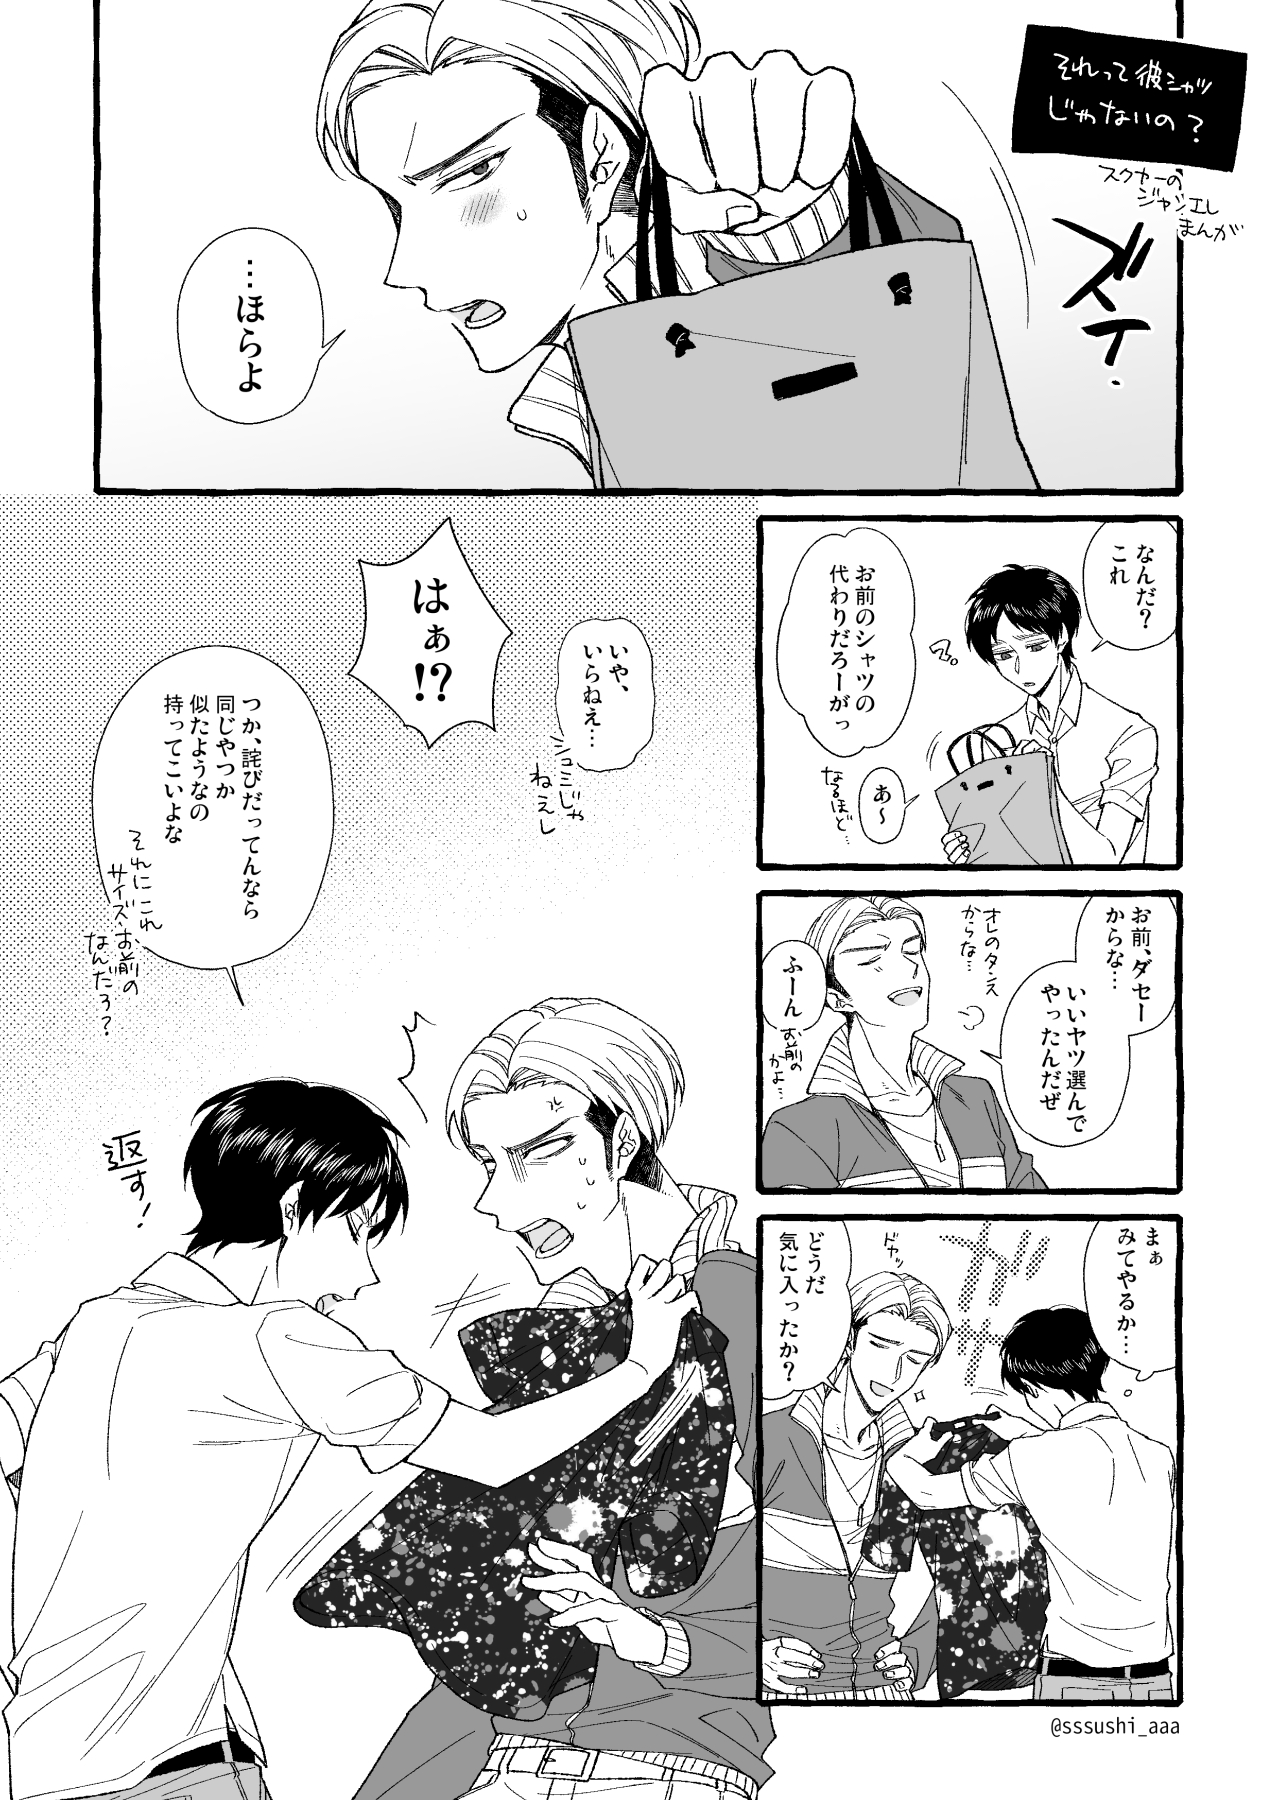 それって彼シャツ
じゃないの？
スクカーの
ジャンエレ
まんが
ズイ
…ほらよ
なんだ？
これ
お前のシャツの
代わりだろーがっ
あ〜
なるほど…
お前、ダセー
からな…
いいヤツ選んで
やったんだぜ
オレのタンス
からな…
ふーん
お前の
かよ…
まぁ
みてやるか…
ガサ
ドヤッ
どうだ
気に入ったか？
いや、
いらねえ…
シュミじゃ
ねえし
はぁ!?
つか、詫びだってんなら
同じやつか
似たようなの
持ってこいよな
それにこれ
サイズ、お前の
なんだろ？
返す！
@sssushi_aaa